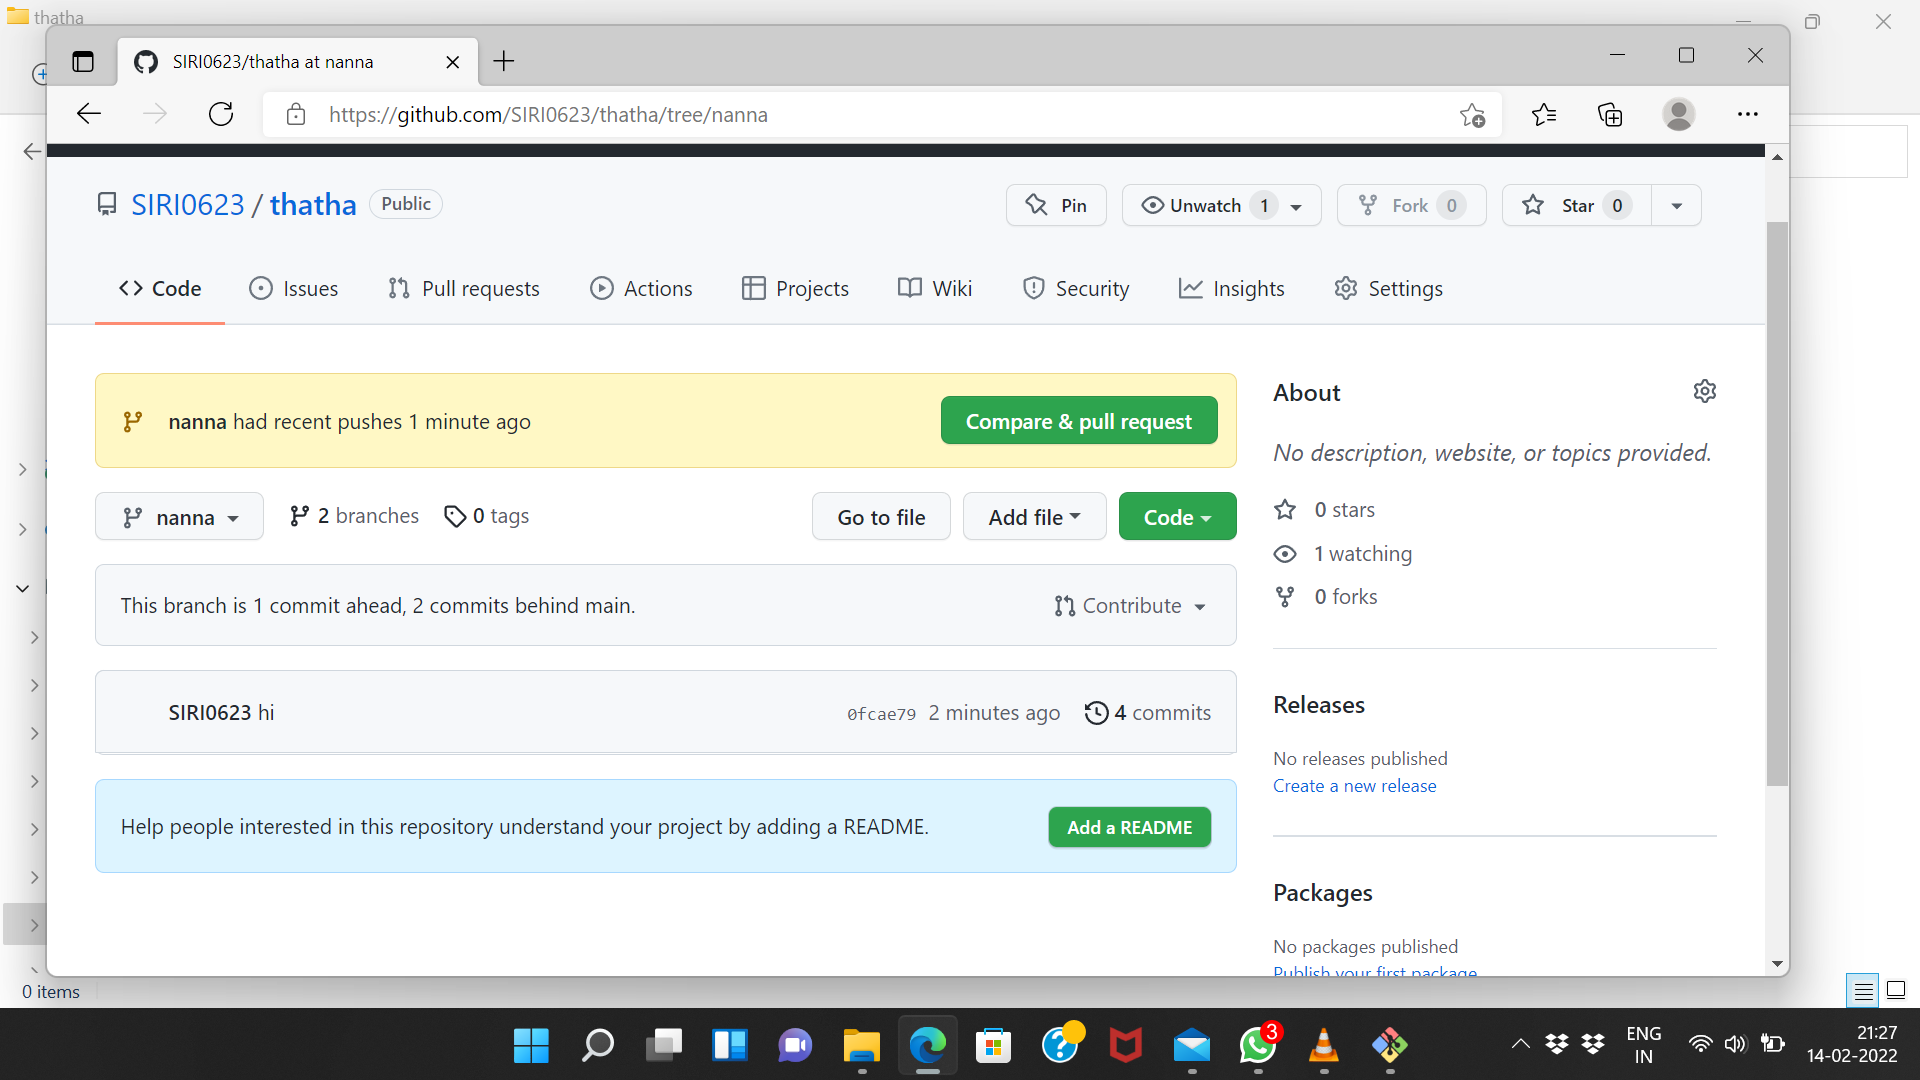 thatha
SIRI0623/thatha at nanna
https://github.com/SIRI0623/thatha/tree/nanna
SIRI0623 / thatha Public
Pin
Unwatch 1
Fork 0
Star 0
Code
Issues
Pull requests
Actions
Projects
Wiki
Security
Insights
Settings
nanna had recent pushes 1 minute ago
Compare & pull request
nanna
2 branches
0 tags
Go to file
Add file
Code
This branch is 1 commit ahead, 2 commits behind main.
Contribute
SIRI0623 hi
0fcae79 2 minutes ago
4 commits
Help people interested in this repository understand your project by adding a README.
Add a README
About
No description, website, or topics provided.
0 stars
1 watching
0 forks
Releases
No releases published
Create a new release
Packages
No packages published
Publish your first package
0 items
3
ENG
IN
21:27
14-02-2022